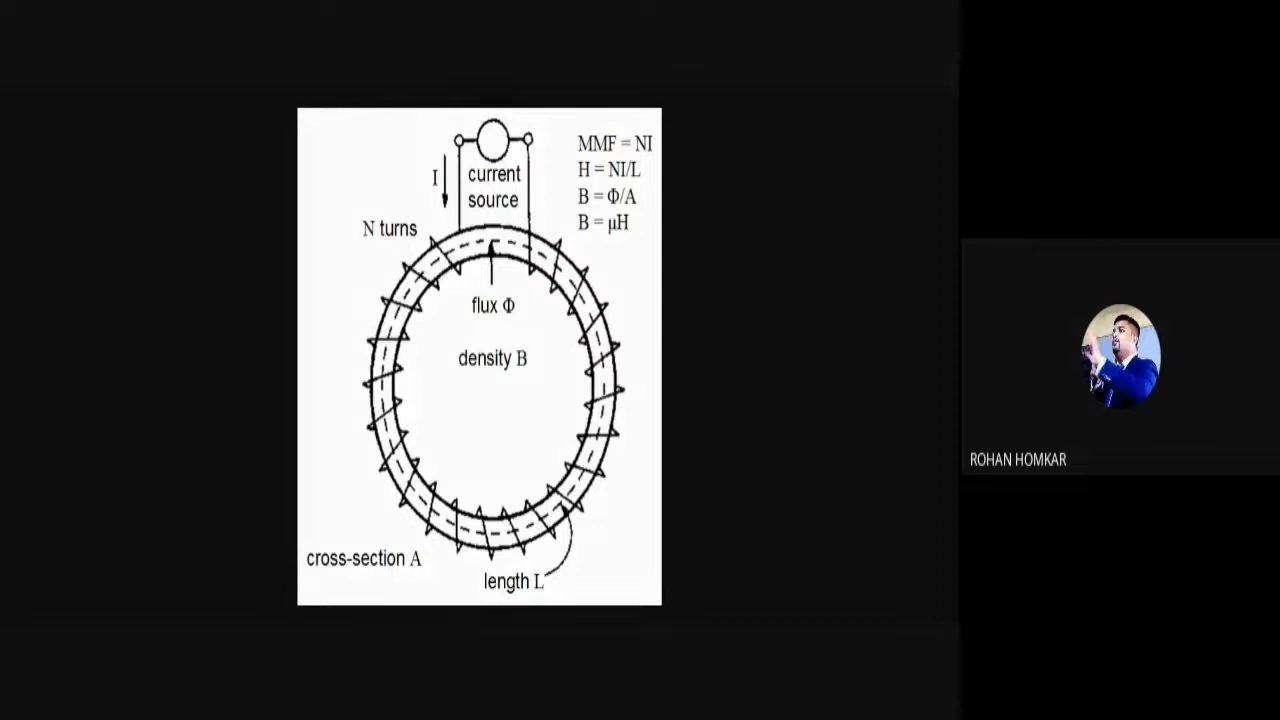 MMF = NI
H = NI/L
B = Φ/A
B = μH
I
current
source
N turns
flux Φ
density B
cross-section A
length L
ROHAN HOMKAR